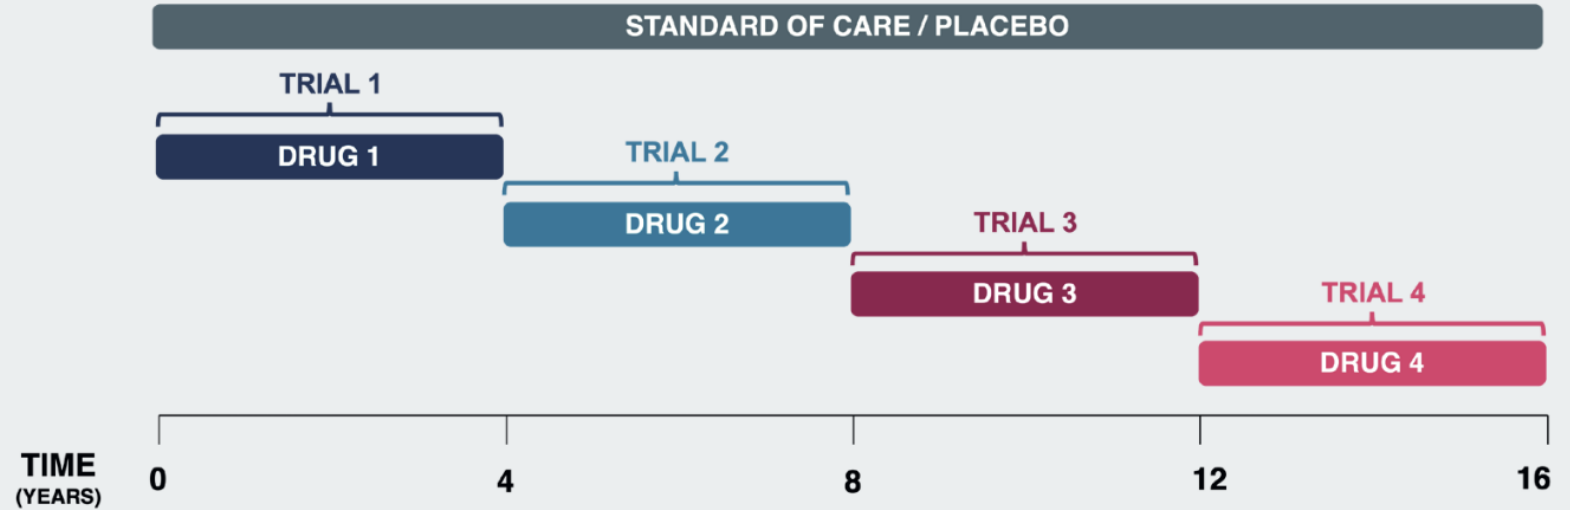 STANDARD OF CARE / PLACEBO
TRIAL 1
DRUG 1
TRIAL 2
DRUG 2
TRIAL 3
DRUG 3
TRIAL 4
DRUG 4
TIME
(YEARS)
0 4 8 12 16